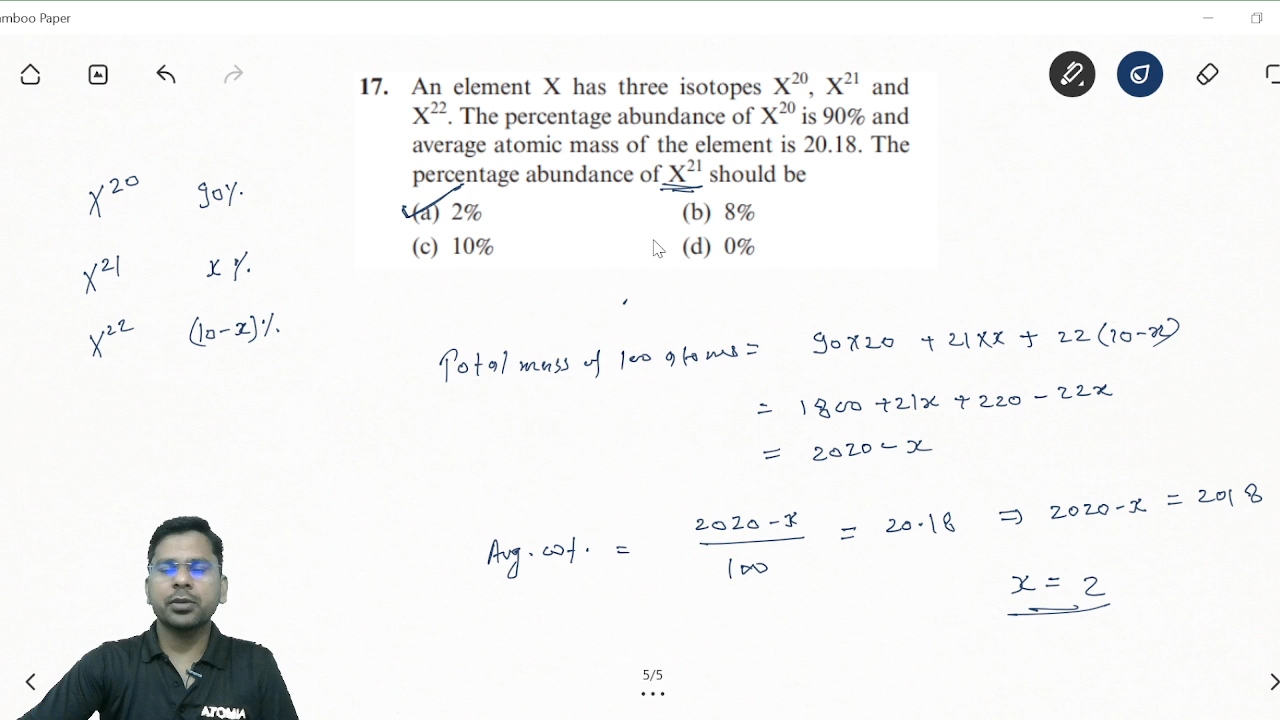 amboo Paper
17. An element X has three isotopes X²⁰, X²¹ and
X²². The percentage abundance of X²⁰ is 90% and
average atomic mass of the element is 20.18. The
percentage abundance of X²¹ should be
(a) 2% (b) 8%
(c) 10% (d) 0%
X²⁰ 90%
X²¹ x%
X²² (10-x)%
Total mass of 100 atoms = 90×20 + 21×x + 22(10-x)
= 1800 + 21x + 220 - 22x
= 2020 - x
Avg. wt. = 2020 - x / 100 = 20.18 ⇒ 2020 - x = 2018
x = 2
5/5
ATOMIA